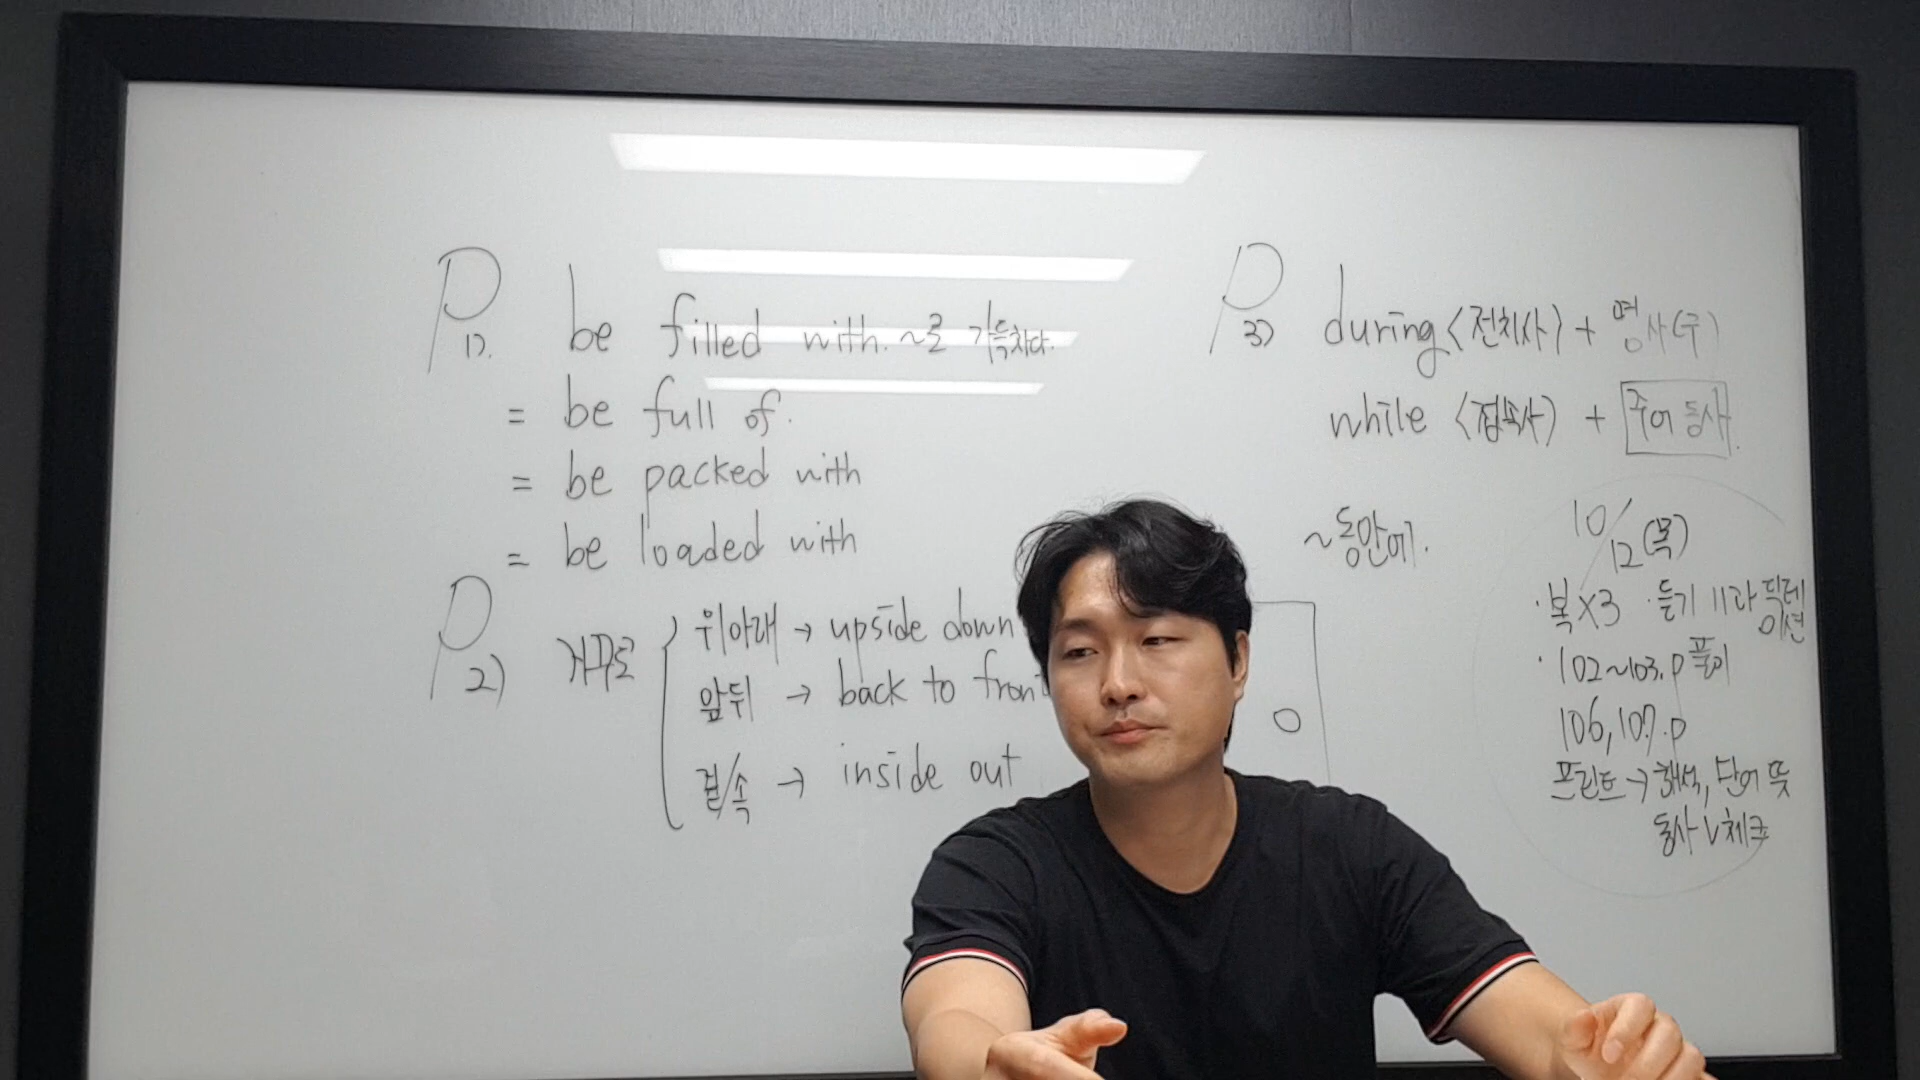 P 1). be filled with. ~로 가득차다.
= be full of.
= be packed with
= be loaded with
P 2) 거꾸로
위아래 → upside down
앞뒤 → back to front
겉/속 → inside out
P 3) during <전치사> + 명사(구)
while <접속사> + 주어 동사.
~동안에.
10/12(목)
·복x3 ·듣기 11과 딕테이션
·102~103.p 풀이
106,107.p
프린트 → 해석, 단어 뜻
동사 V 체크